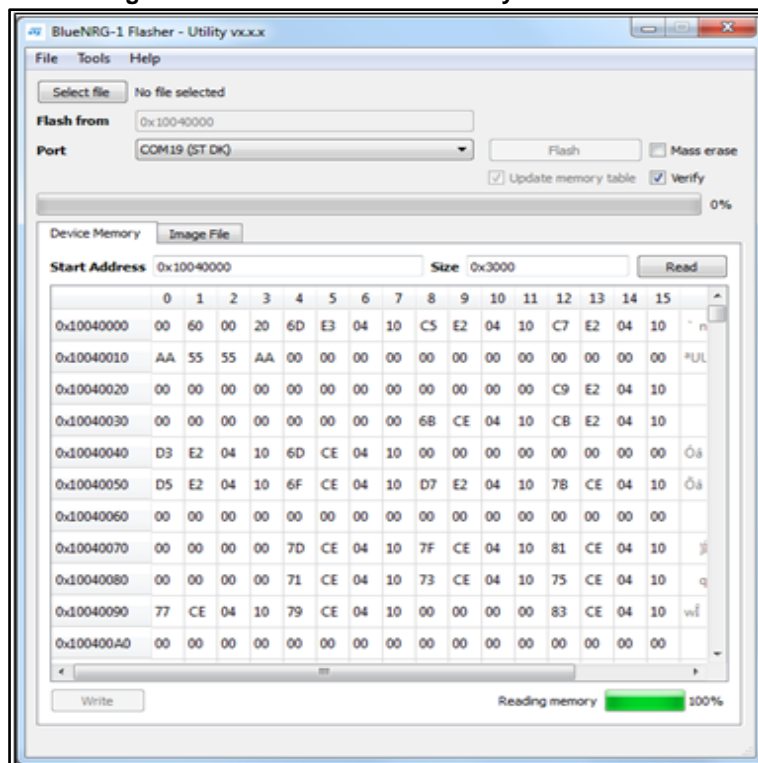 BlueNRG-1 Flasher - Utility vx.x.x
File Tools Help
Select file No file selected
Flash from 0x10040000
Port COM19 (ST DK) Flash Mass erase
Update memory table Verify
0%
Device Memory Image File
Start Address 0x10040000 Size 0x3000 Read
0 1 2 3 4 5 6 7 8 9 10 11 12 13 14 15
0x10040000 00 60 00 20 6D E3 04 10 C5 E2 04 10 C7 E2 04 10 ` n
0x10040010 AA 55 55 AA 00 00 00 00 00 00 00 00 00 00 00 00 ªUU
0x10040020 00 00 00 00 00 00 00 00 00 00 00 00 C9 E2 04 10
0x10040030 00 00 00 00 00 00 00 00 6B CE 04 10 CB E2 04 10
0x10040040 D3 E2 04 10 6D CE 04 10 00 00 00 00 00 00 00 00 Óâ
0x10040050 D5 E2 04 10 6F CE 04 10 D7 E2 04 10 7B CE 04 10 Õâ
0x10040060 00 00 00 00 00 00 00 00 00 00 00 00 00 00 00 00
0x10040070 00 00 00 00 7D CE 04 10 7F CE 04 10 81 CE 04 10
0x10040080 00 00 00 00 71 CE 04 10 73 CE 04 10 75 CE 04 10 q
0x10040090 77 CE 04 10 79 CE 04 10 00 00 00 00 83 CE 04 10 wÎ
0x100400A0 00 00 00 00 00 00 00 00 00 00 00 00 00 00 00 00
Write Reading memory 100%